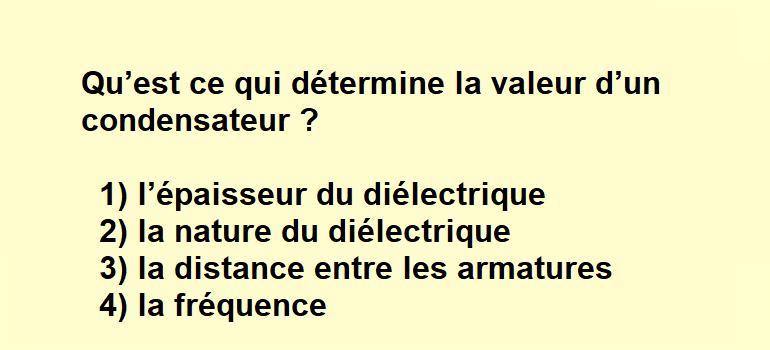 Qu’est ce qui détermine la valeur d’un
condensateur ?
1) l’épaisseur du diélectrique
2) la nature du diélectrique
3) la distance entre les armatures
4) la fréquence